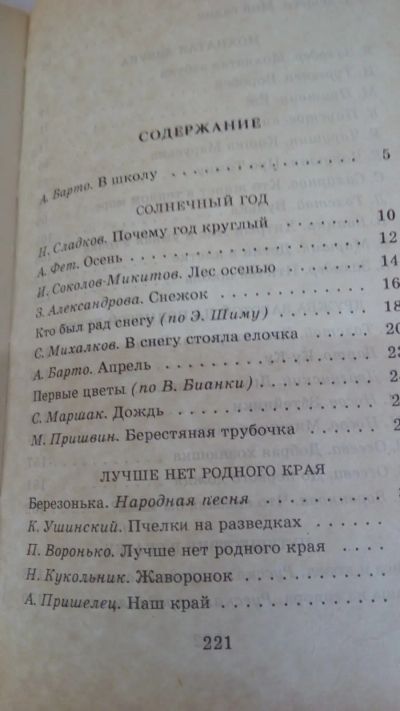 СОДЕРЖАНИЕ
А. Барто. В школу . . . . . . . . . . . . . . 5
СОЛНЕЧНЫЙ ГОД
Н. Сладков. Почему год круглый . . . . . . 10
А. Фет. Осень . . . . . . . . . . . . . . 12
И. Соколов-Микитов. Лес осенью . . . . . . 14
З. Александрова. Снежок . . . . . . . . . . 16
Кто был рад снегу (по Э. Шиму) . . . . . . 18
С. Михалков. В снегу стояла елочка . . . . 20
А. Барто. Апрель . . . . . . . . . . . . .
Первые цветы (по В. Бианки) . . . . . . .
С. Маршак. Дождь . . . . . . . . . . . . .
М. Пришвин. Берестяная трубочка . . . . . .
ЛУЧШЕ НЕТ РОДНОГО КРАЯ
Березонька. Народная песня . . . . . . . .
К. Ушинский. Пчелки на разведках . . . . .
П. Воронько. Лучше нет родного края . . . .
Н. Кукольник. Жаворонок . . . . . . . . . .
А. Пришелец. Наш край . . . . . . . . . . .
221